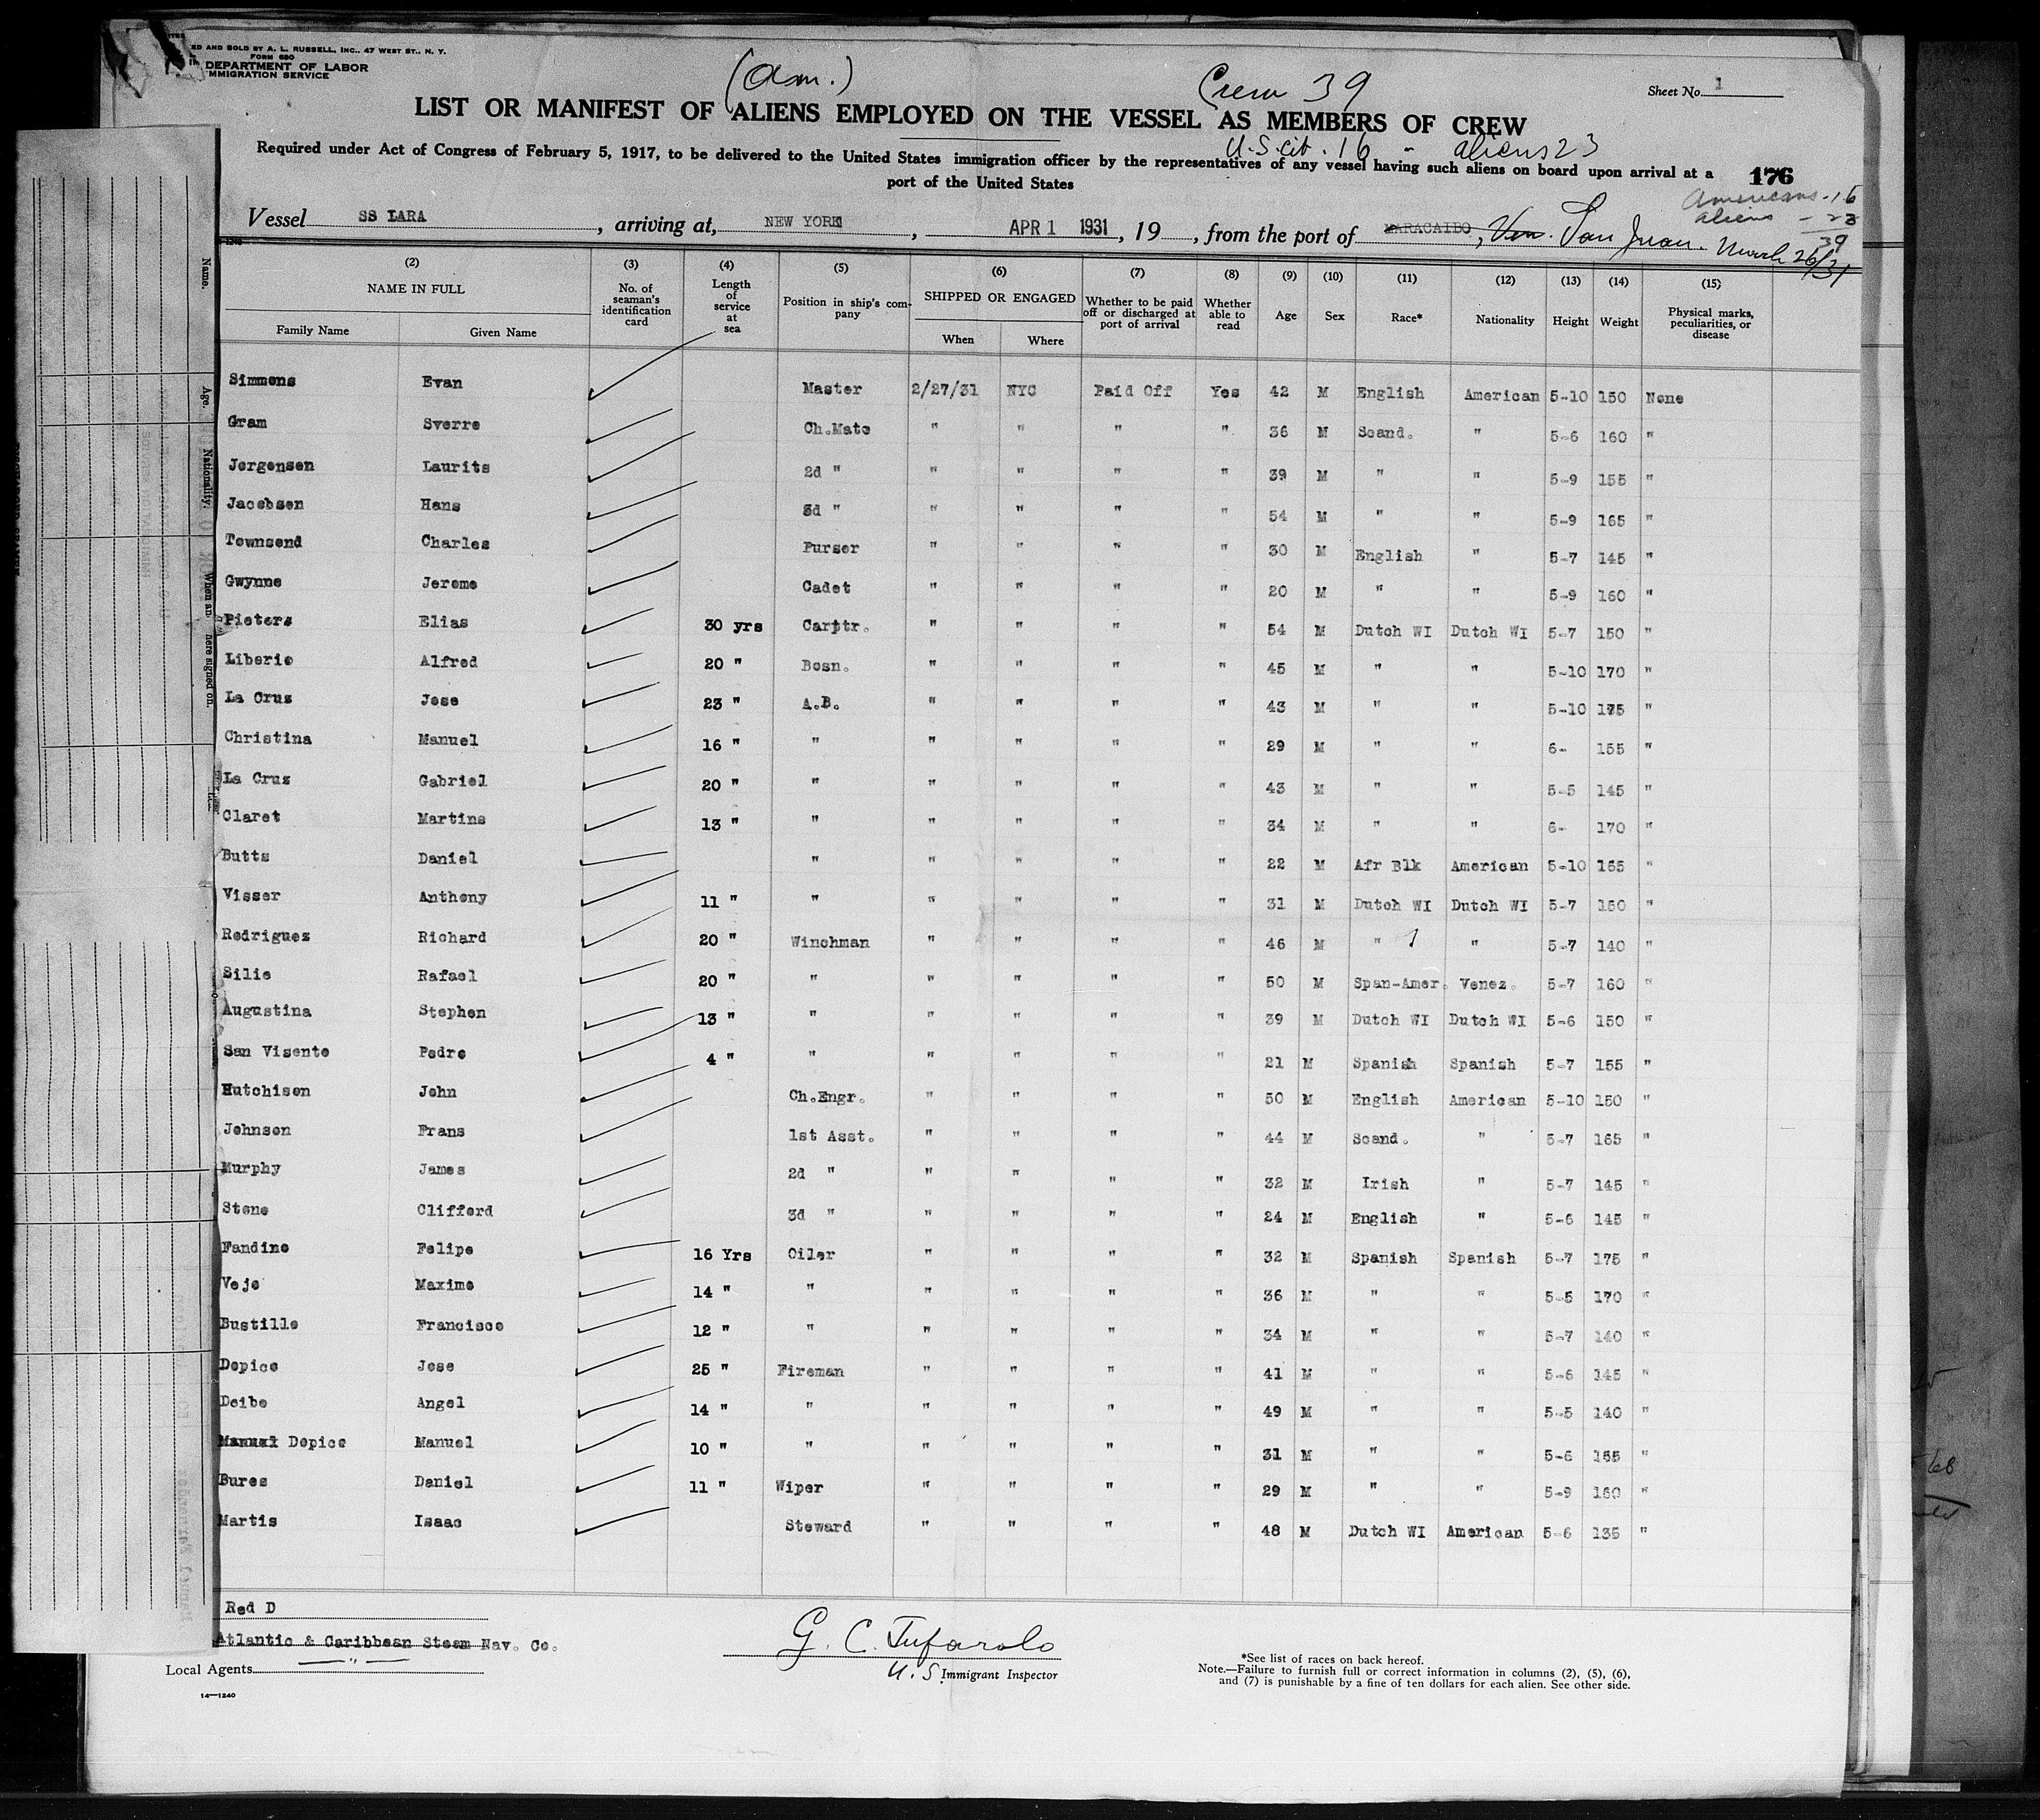 ED AND SOLD BY A. L. RUSSELL, INC., 47 WEST ST., N. Y.
FORM 680
DEPARTMENT OF LABOR
MMIGRATION SERVICE
(Am.)
Crew 39
Sheet No. 1
LIST OR MANIFEST OF ALIENS EMPLOYED ON THE VESSEL AS MEMBERS OF CREW
U.S. cit. 16 - aliens 23
Required under Act of Congress of February 5, 1917, to be delivered to the United States immigration officer by the representatives of any vessel having such aliens on board upon arrival at a
port of the United States
176
Americans - 16
aliens - 23
39
Vessel SS LARA, arriving at, NEW YORK, APR 1 1931, 19, from the port of MARACAIBO, Ven. San Juan. March 26/31
(2) (3) (4) (5) (6) (7) (8) (9) (10) (11) (12) (13) (14) (15)
NAME IN FULL Family Name Given Name No. of seaman's identification card Length of service at sea Position in ship's company SHIPPED OR ENGAGED When Where Whether to be paid off or discharged at port of arrival Whether able to read Age Sex Race* Nationality Height Weight Physical marks, peculiarities, or disease
Simmons Evan Master 2/27/31 NYC Paid Off Yes 42 M English American 5-10 150 None
Gram Sverre Ch.Mate " " " " 36 M Scand. " 5-6 160 "
Jorgensen Laurits 2d " " " " " 39 M " " 5-9 155 "
Jacobsen Hans 3d " " " " " 54 M " " 5-9 165 "
Townsend Charles Purser " " " " 30 M English " 5-7 145 "
Gwynne Jerome Cadet " " " " 20 M " " 5-9 160 "
Pieters Elias 30 yrs Carptr. " " " " 54 M Dutch WI Dutch WI 5-7 150 "
Liberio Alfred 20 " Bosn. " " " " 45 M " " 5-10 170 "
La Cruz Jose 23 " A.B. " " " " 43 M " " 5-10 175 "
Christina Manuel 16 " " " " " " 29 M " " 6- 155 "
La Cruz Gabriel 20 " " " " " " 43 M " " 5-5 145 "
Claret Martins 13 " " " " " " 34 M " " 6- 170 "
Butts Daniel " " " " " 22 M Afr Blk American 5-10 165 "
Visser Anthony 11 " " " " " " 31 M Dutch WI Dutch WI 5-7 150 "
Rodriguez Richard 20 " Winchman " " " " 46 M " " 5-7 140 "
Silie Rafael 20 " " " " " " 50 M Span-Amer. Venez. 5-7 160 "
Augustina Stephen 13 " " " " " " 39 M Dutch WI Dutch WI 5-6 150 "
San Visente Pedro 4 " " " " " " 21 M Spanish Spanish 5-7 155 "
Hutchison John Ch.Engr. " " " " 50 M English American 5-10 150 "
Johnson Frans 1st Asst. " " " " 44 M Scand. " 5-7 165 "
Murphy James 2d " " " " " 32 M Irish " 5-7 145 "
Stone Clifford 3d " " " " " 24 M English " 5-6 145 "
Fandino Felipe 16 Yrs Oiler " " " " 32 M Spanish Spanish 5-7 175 "
Vejo Maximo 14 " " " " " " 36 M " " 5-5 170 "
Bustillo Francisco 12 " " " " " " 34 M " " 5-7 140 "
Dopico Jose 25 " Fireman " " " " 41 M " " 5-6 145 "
Deibe Angel 14 " " " " " " 49 M " " 5-5 140 "
Manual Dopico Manuel 10 " " " " " " 31 M " " 5-6 165 "
Bures Daniel 11 " Wiper " " " " 29 M " " 5-9 160 "
Martis Isaac Steward " " " " 48 M Dutch WI American 5-6 135 "
Red D
Atlantic & Caribbean Steam Nav. Co.
Local Agents "
14—1240
G. C. Tufarolo
U.S. Immigrant Inspector
*See list of races on back hereof.
Note.—Failure to furnish full or correct information in columns (2), (5), (6),
and (7) is punishable by a fine of ten dollars for each alien. See other side.
Name.
Age.
Nationality.
When an-
here signed on.